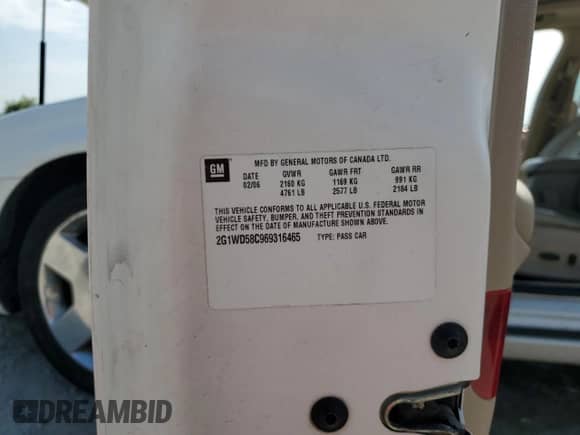 GM
MFD BY GENERAL MOTORS OF CANADA LTD.
DATE GVWR GAWR FRT GAWR RR
02/06 2160 KG 1169 KG 991 KG
4761 LB 2577 LB 2184 LB
THIS VEHICLE CONFORMS TO ALL APPLICABLE U.S. FEDERAL MOTOR
VEHICLE SAFETY, BUMPER, AND THEFT PREVENTION STANDARDS IN
EFFECT ON THE DATE OF MANUFACTURE SHOWN ABOVE.
2G1WD58C969316465 TYPE: PASS CAR
DREAMBID